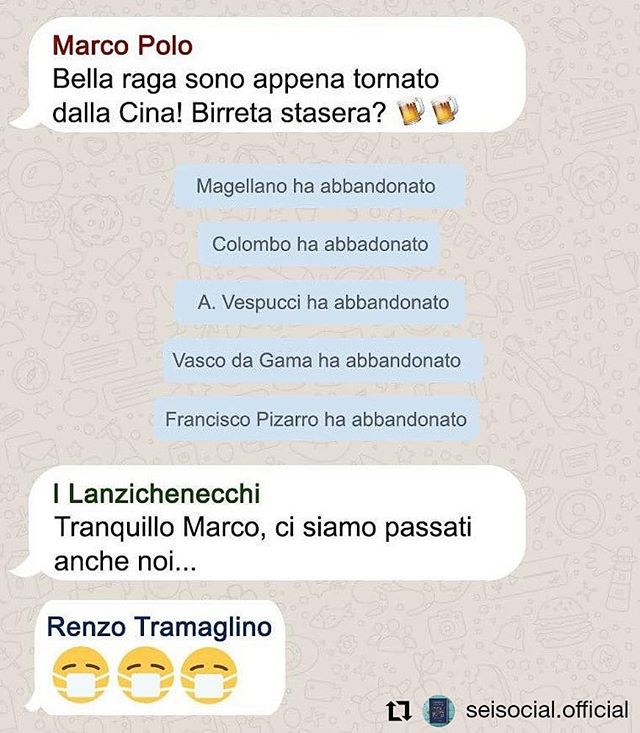 Marco Polo
Bella raga sono appena tornato
dalla Cina! Birreta stasera? 🍺🍺
Magellano ha abbandonato
Colombo ha abbadonato
A. Vespucci ha abbandonato
Vasco da Gama ha abbandonato
Francisco Pizarro ha abbandonato
I Lanzichenecchi
Tranquillo Marco, ci siamo passati
anche noi...
Renzo Tramaglino
😷😷😷
seisocial.official